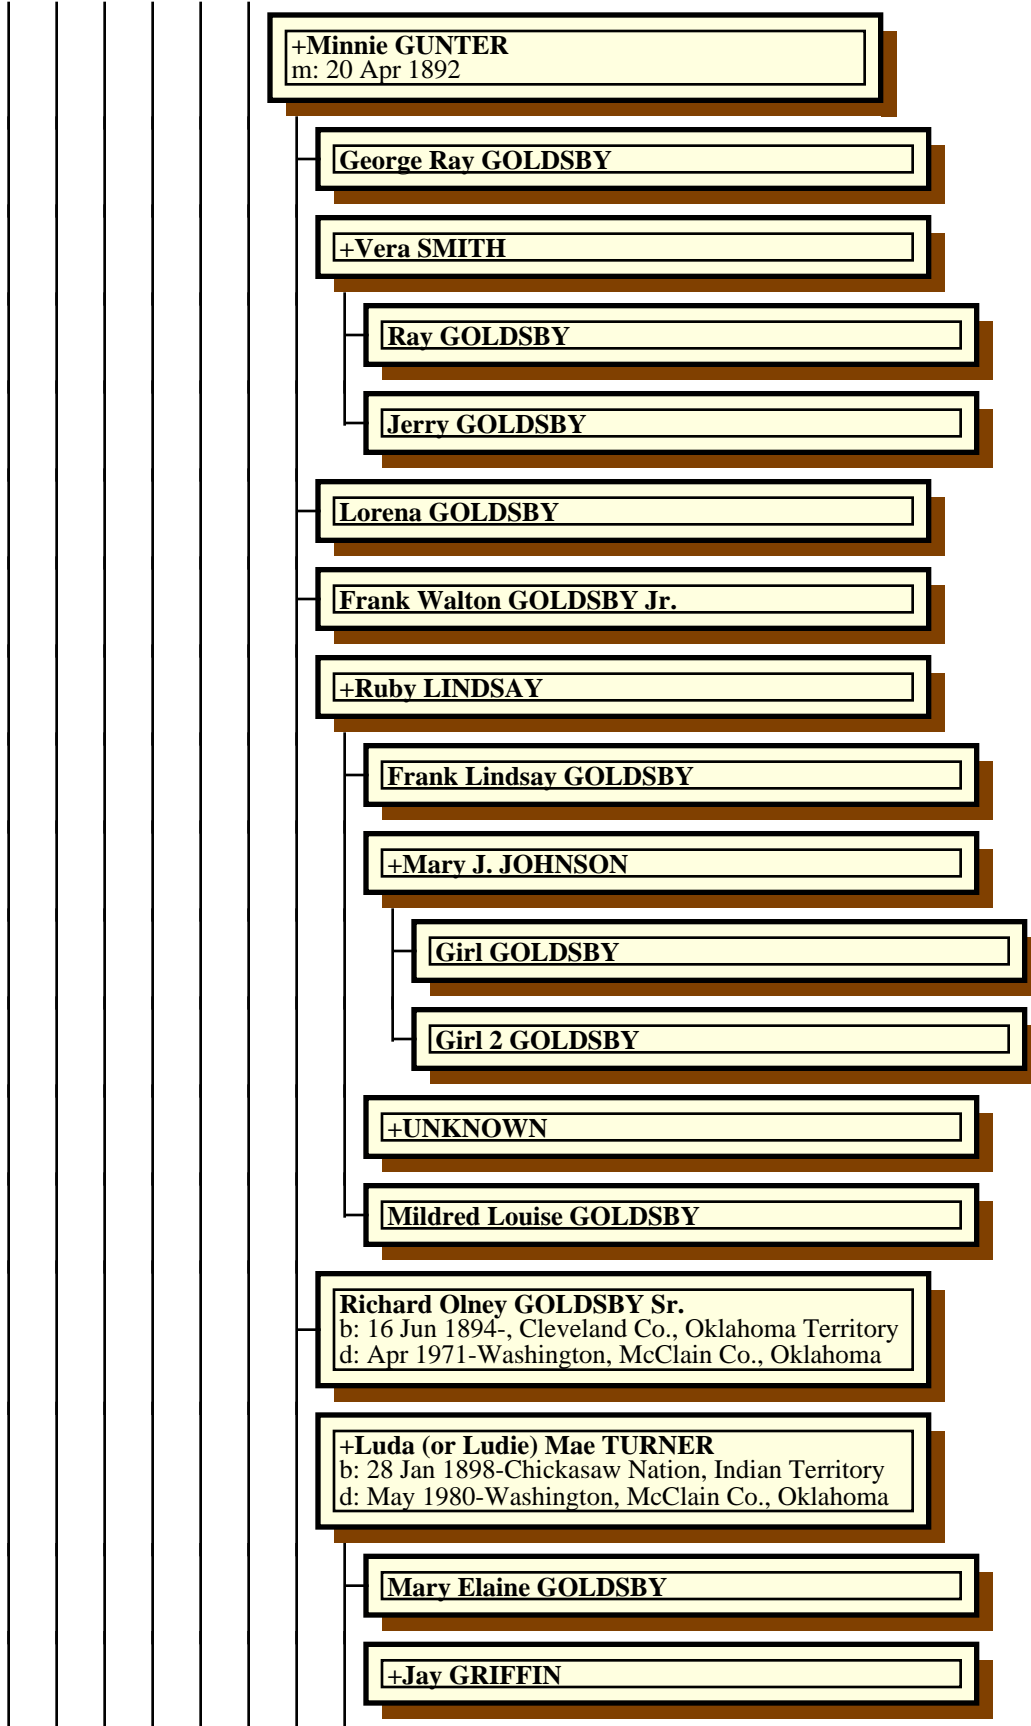 +Minnie GUNTER
m: 20 Apr 1892
George Ray GOLDSBY
+Vera SMITH
Ray GOLDSBY
Jerry GOLDSBY
Lorena GOLDSBY
Frank Walton GOLDSBY Jr.
+Ruby LINDSAY
Frank Lindsay GOLDSBY
+Mary J. JOHNSON
Girl GOLDSBY
Girl 2 GOLDSBY
+UNKNOWN
Mildred Louise GOLDSBY
Richard Olney GOLDSBY Sr.
b: 16 Jun 1894-, Cleveland Co., Oklahoma Territory
d: Apr 1971-Washington, McClain Co., Oklahoma
+Luda (or Ludie) Mae TURNER
b: 28 Jan 1898-Chickasaw Nation, Indian Territory
d: May 1980-Washington, McClain Co., Oklahoma
Mary Elaine GOLDSBY
+Jay GRIFFIN